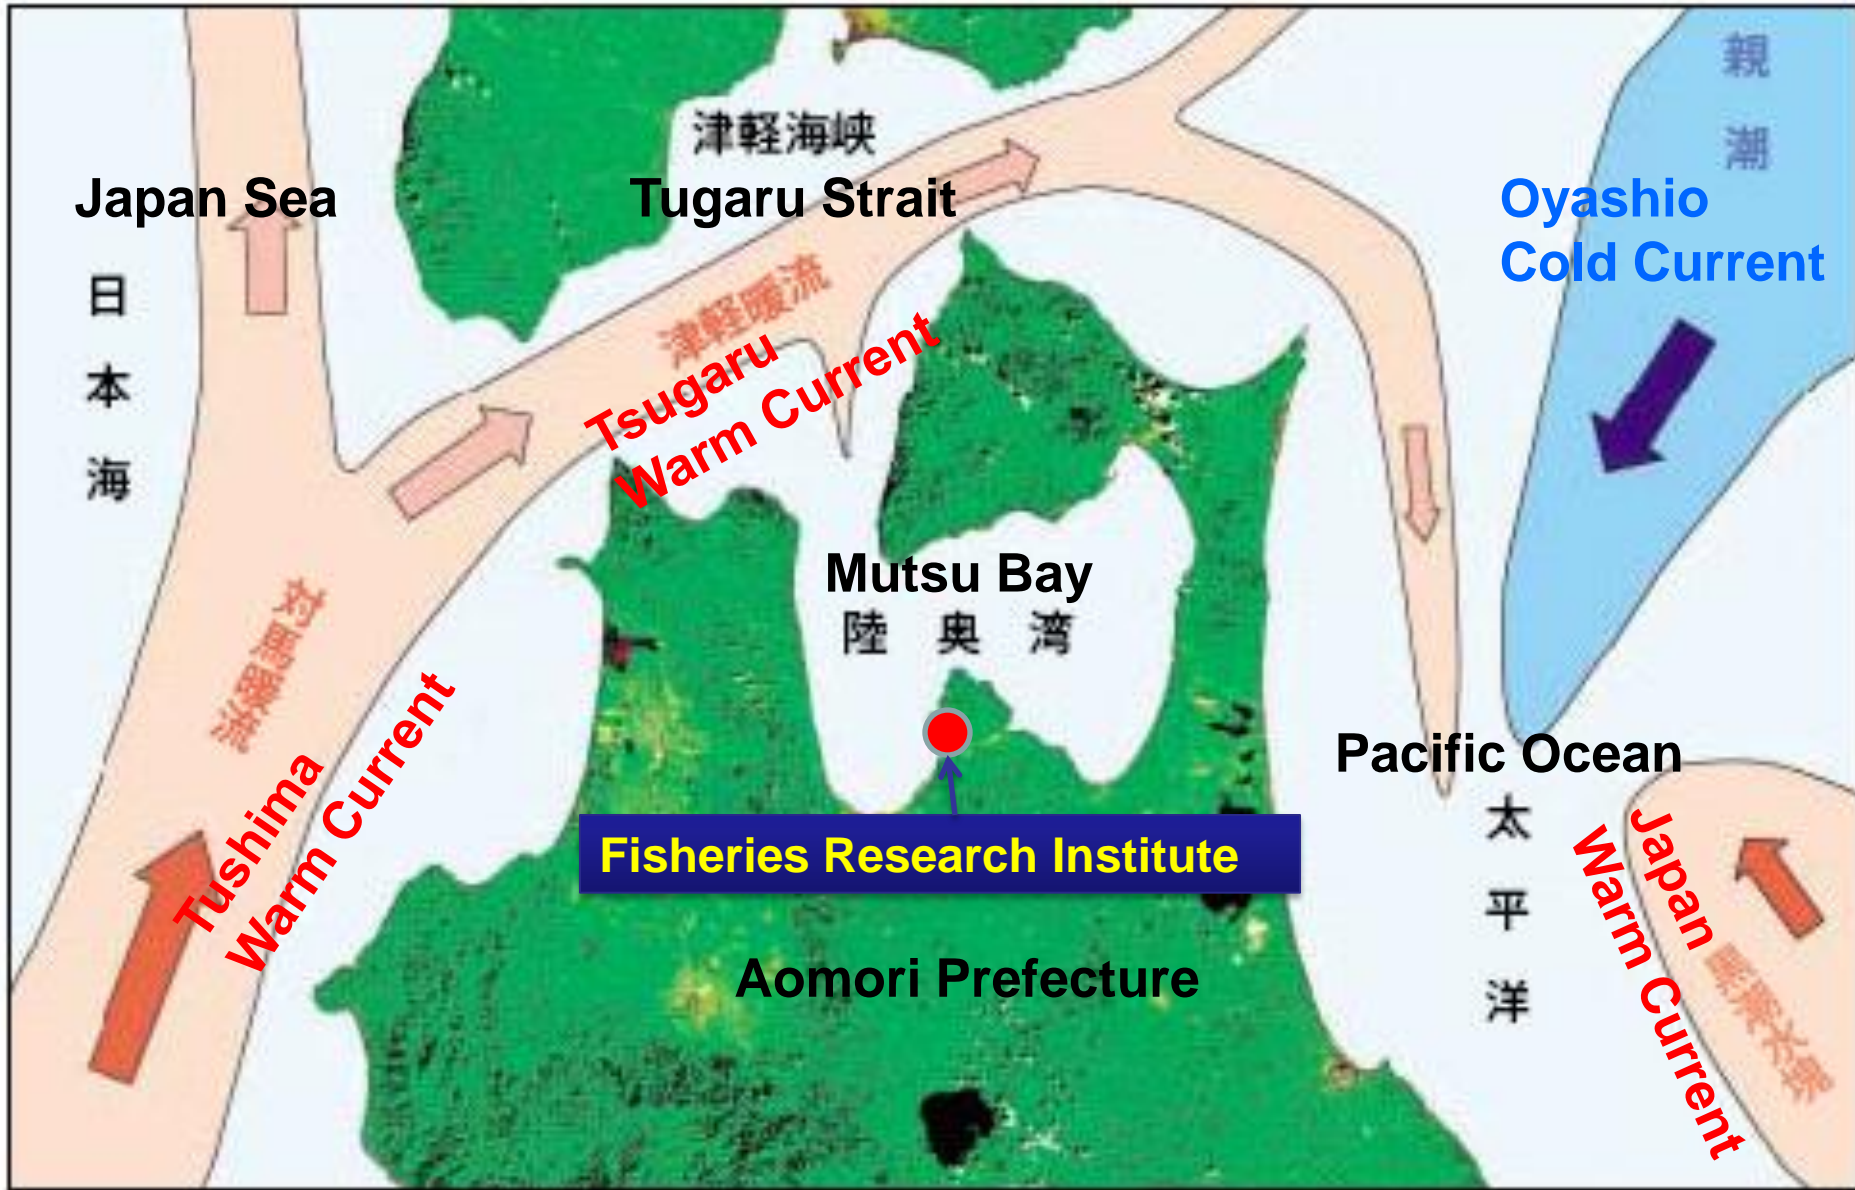 親潮
津軽海峡
Japan Sea
Tugaru Strait
Oyashio
Cold Current
日本海
津軽暖流
Tsugaru
Warm Current
Mutsu Bay
陸奥湾
対馬暖流
Tushima
Warm Current
Pacific Ocean
太平洋
Fisheries Research Institute
Japan
Warm Current
Aomori Prefecture